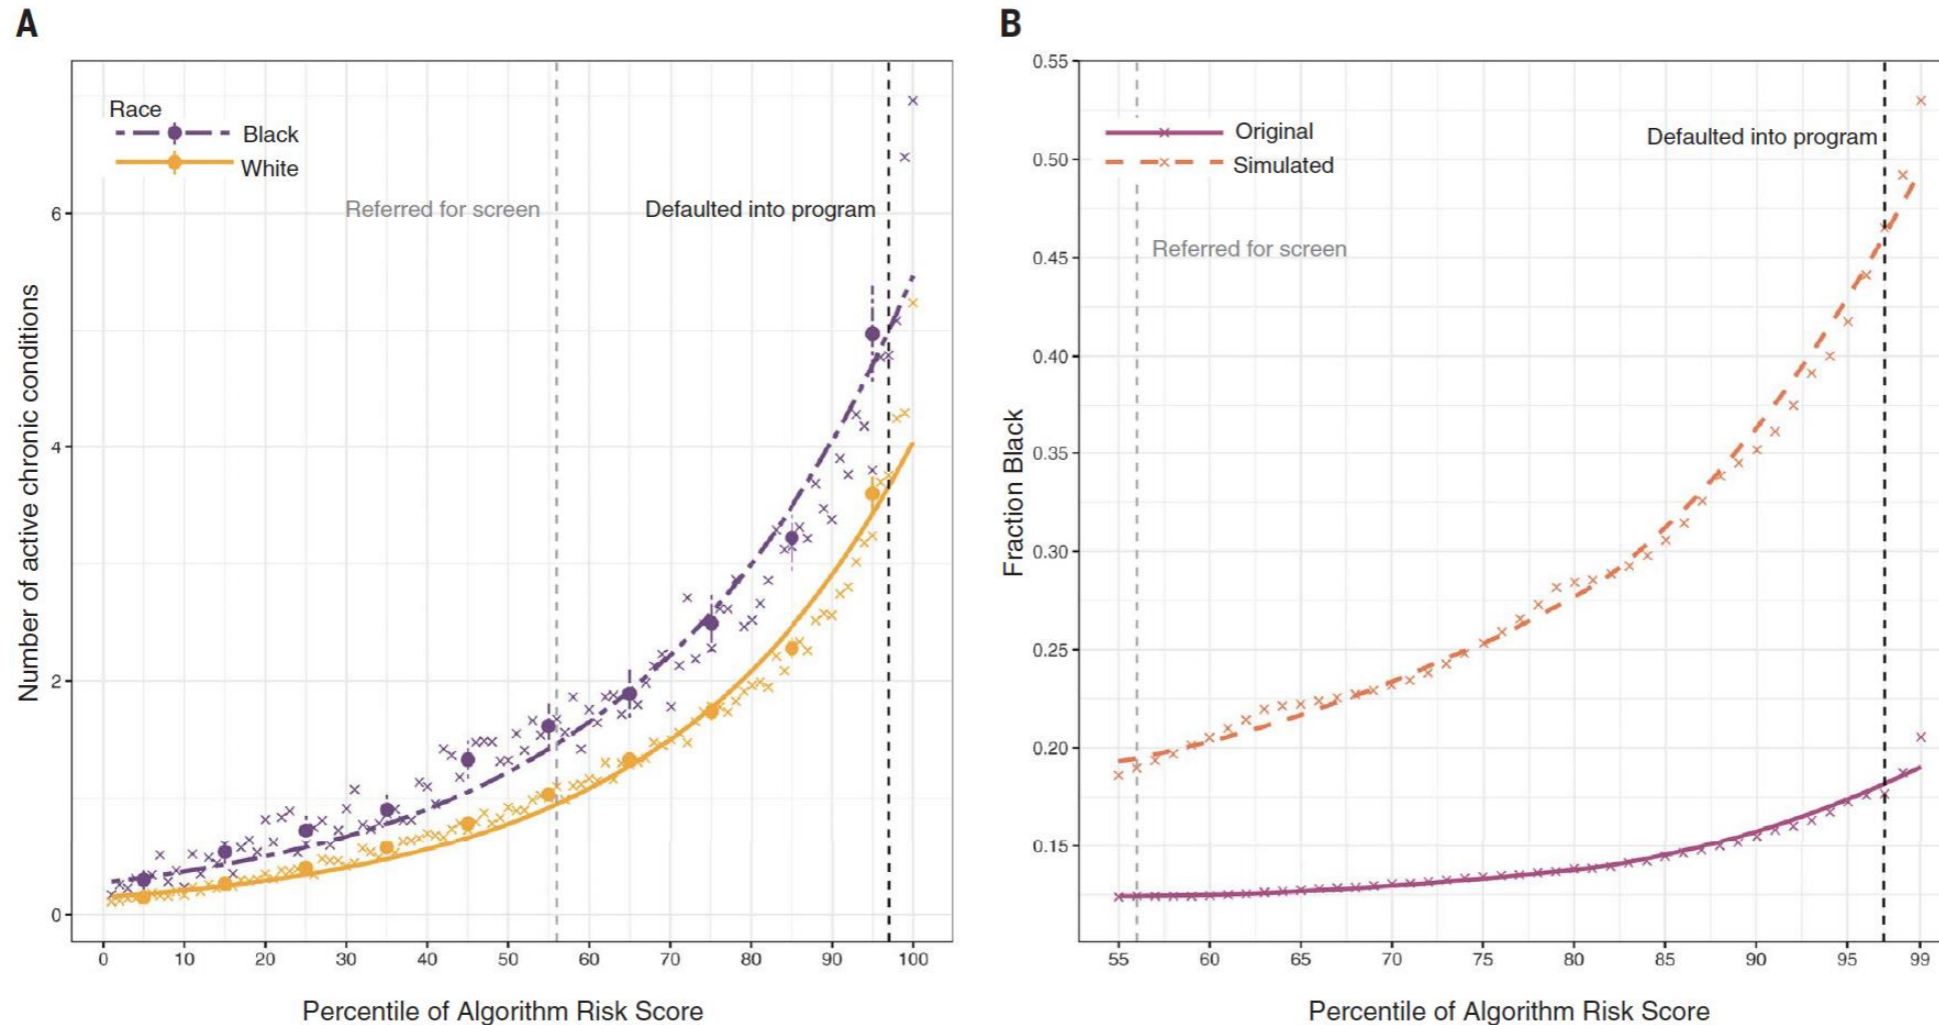 A
Number of active chronic conditions
6
4
2
0
Race
Black
White
Referred for screen
Defaulted into program
0 10 20 30 40 50 60 70 80 90 100
Percentile of Algorithm Risk Score
B
Fraction Black
0.55
0.50
0.45
0.40
0.35
0.30
0.25
0.20
0.15
Original
Simulated
Defaulted into program
Referred for screen
55 60 65 70 75 80 85 90 95 99
Percentile of Algorithm Risk Score